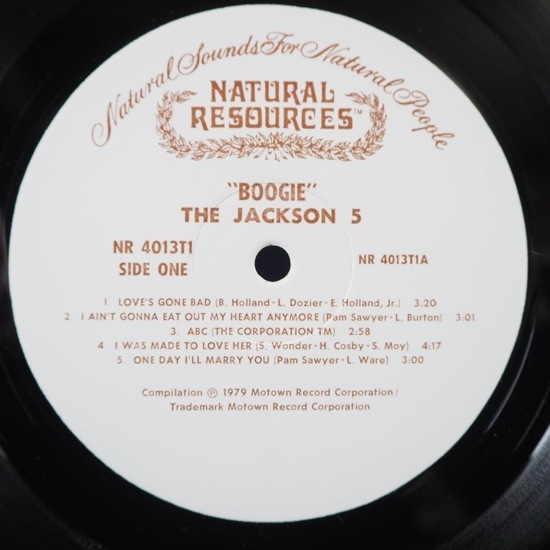 Natural Sounds For Natural People
NATURAL
RESOURCES™
"BOOGIE"
THE JACKSON 5
NR 4013T1
SIDE ONE
NR 4013T1A
1. LOVE'S GONE BAD (B. Holland-L. Dozier-E. Holland, Jr.) 3.20
2. I AIN'T GONNA EAT OUT MY HEART ANYMORE (Pam Sawyer-L. Burton) 3:01
3. ABC (THE CORPORATION TM) 2:58
4. I WAS MADE TO LOVE HER (S. Wonder-H. Cosby-S. Moy) 4:17
5. ONE DAY I'LL MARRY YOU (Pam Sawyer-L. Ware) 3:00
Compilation ℗ 1979 Motown Record Corporation/
Trademark Motown Record Corporation